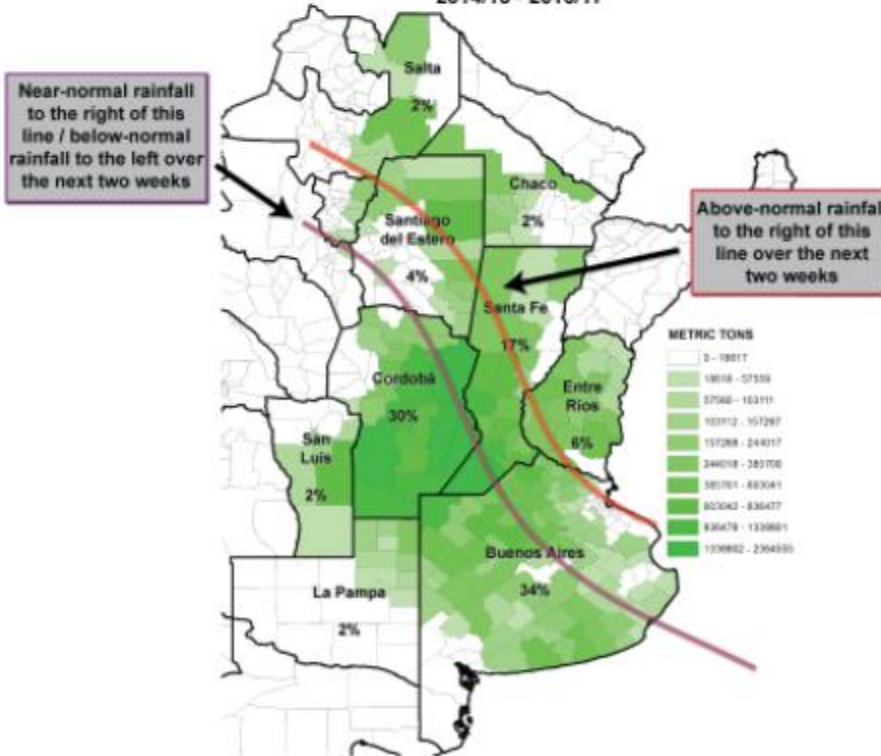 2014/15 - 2016/17
Near-normal rainfall
to the right of this
line / below-normal
rainfall to the left over
the next two weeks
Salta
2%
Chaco
2%
Santiago
del Estero
4%
Above-normal rainfall
to the right of this
line over the next
two weeks
Santa Fe
17%
METRIC TONS
Cordobá
30%
Entre
Rios
6%
San
Luis
2%
Buenos Aires
34%
La Pampa
2%